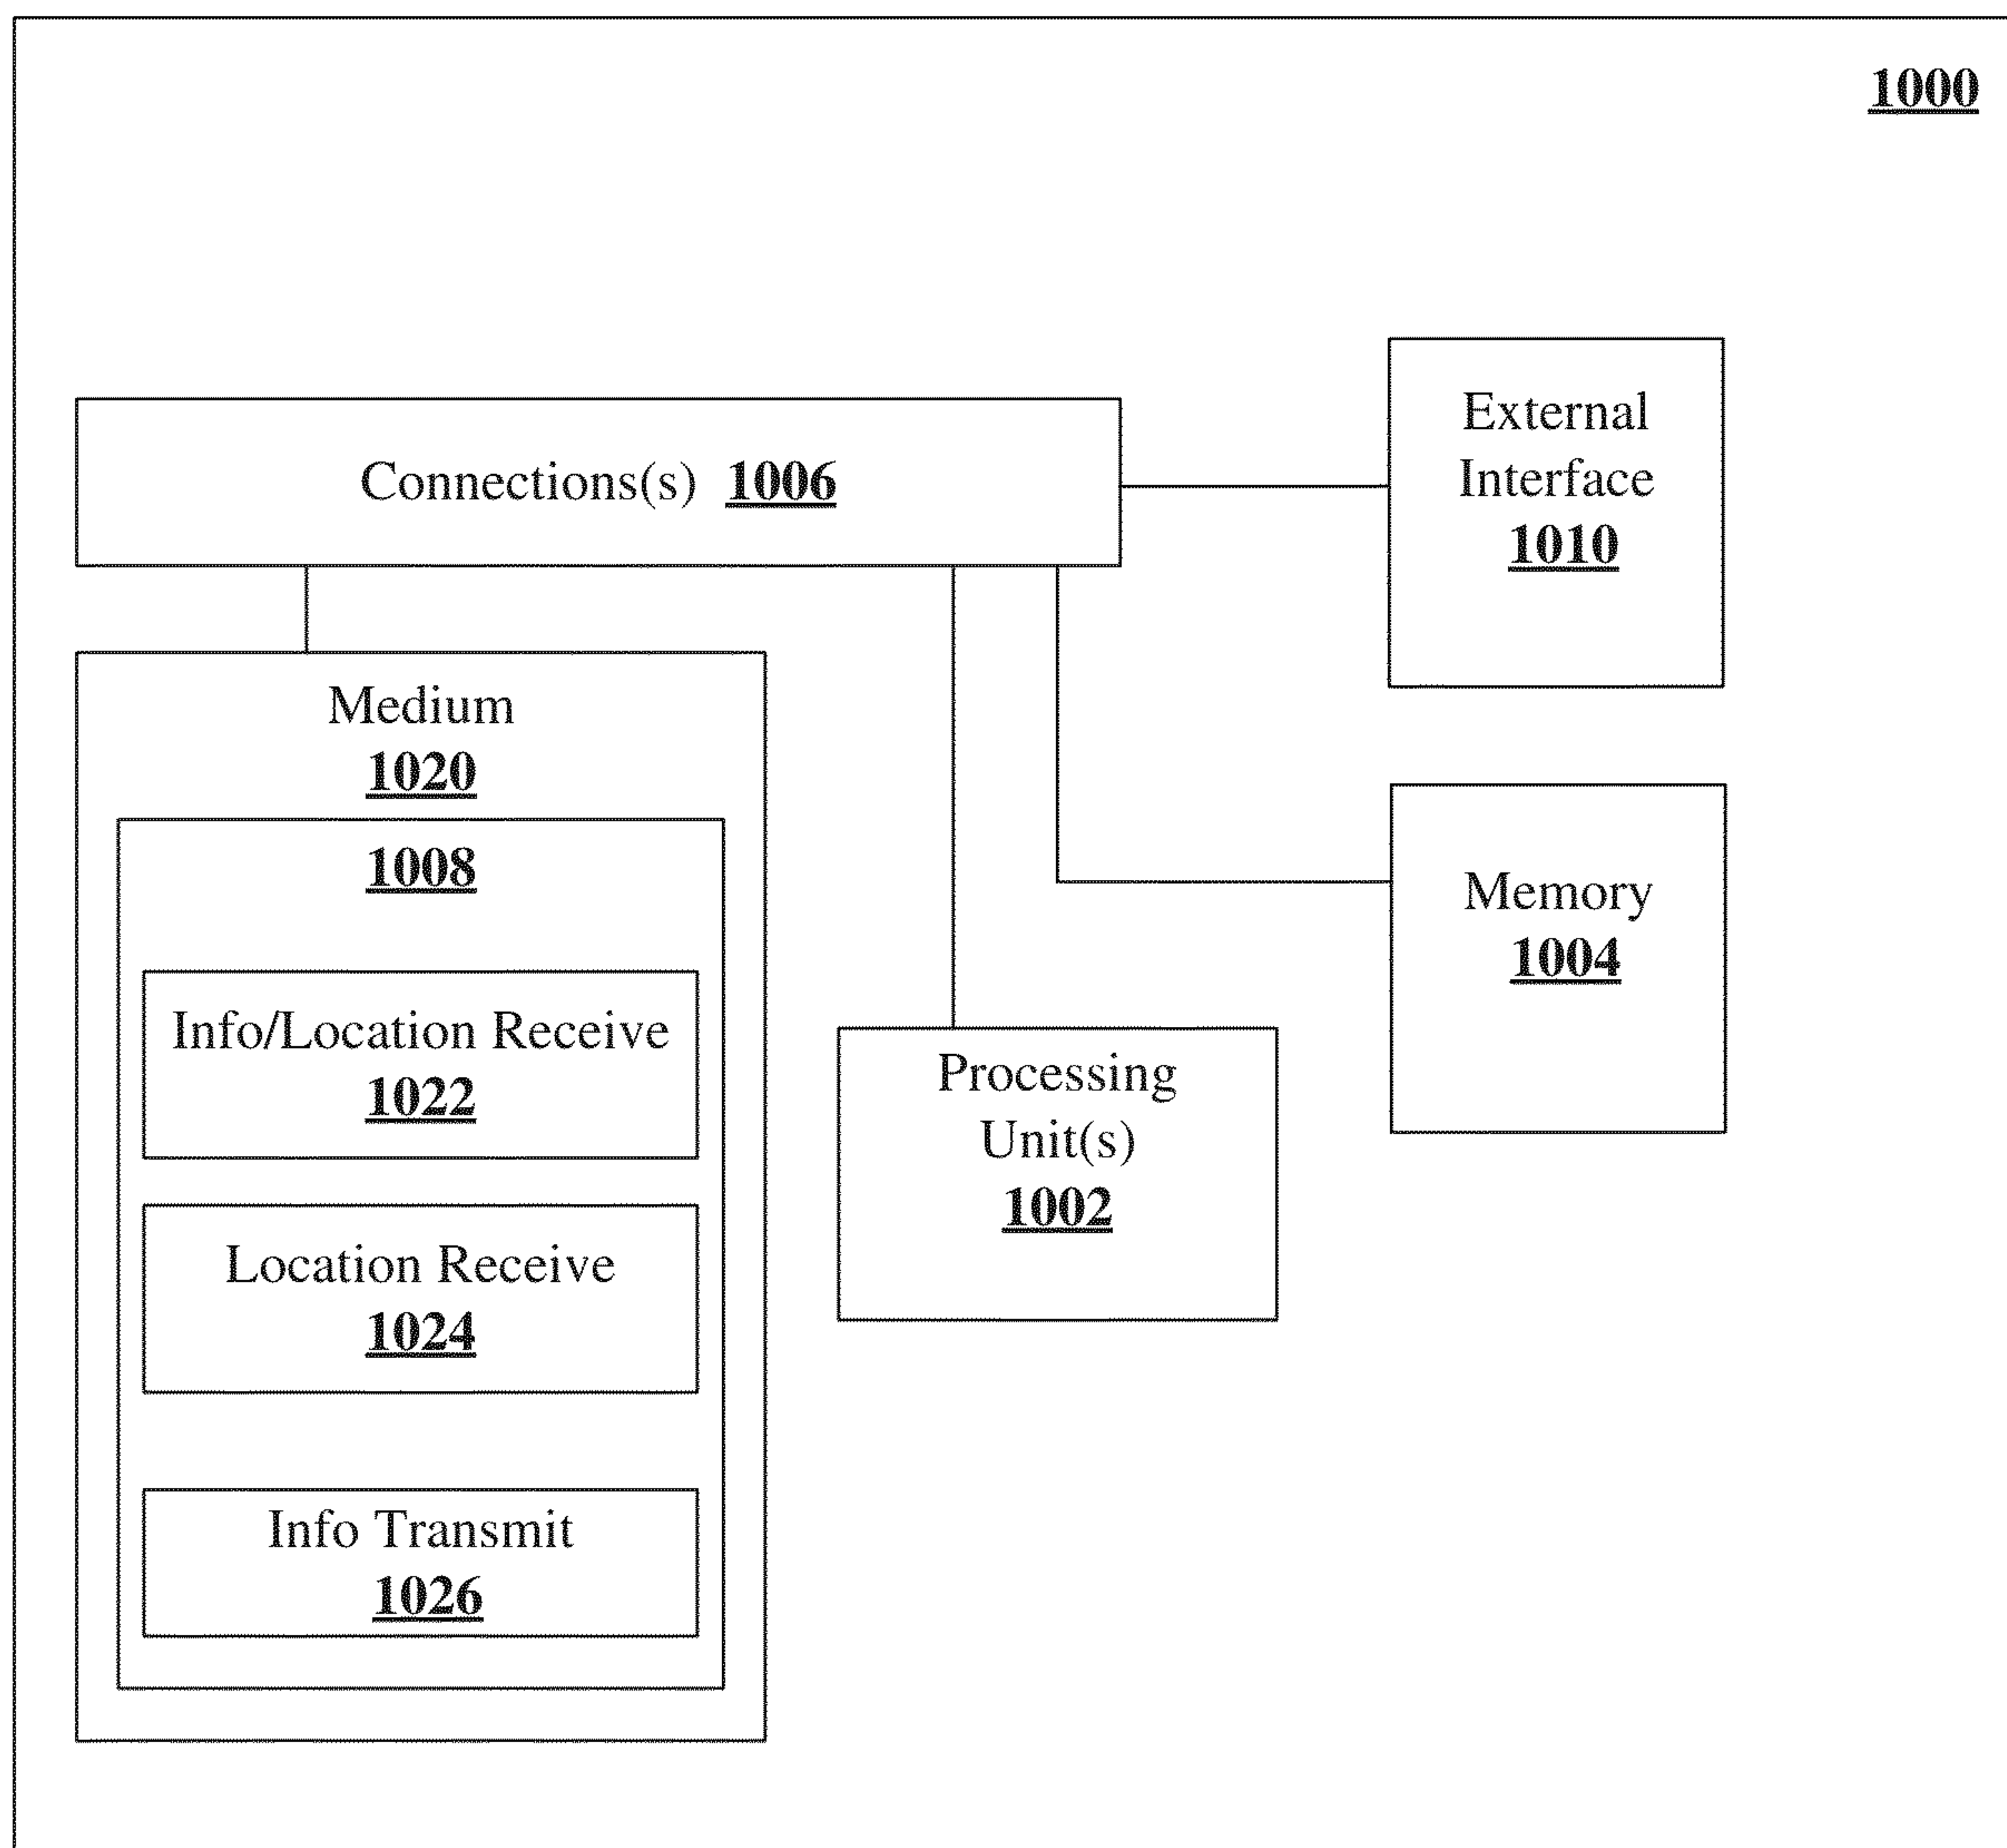 1000
Connections(s) 1006
External
Interface
1010
Medium
1020
1008
Info/Location Receive
1022
Location Receive
1024
Info Transmit
1026
Processing
Unit(s)
1002
Memory
1004